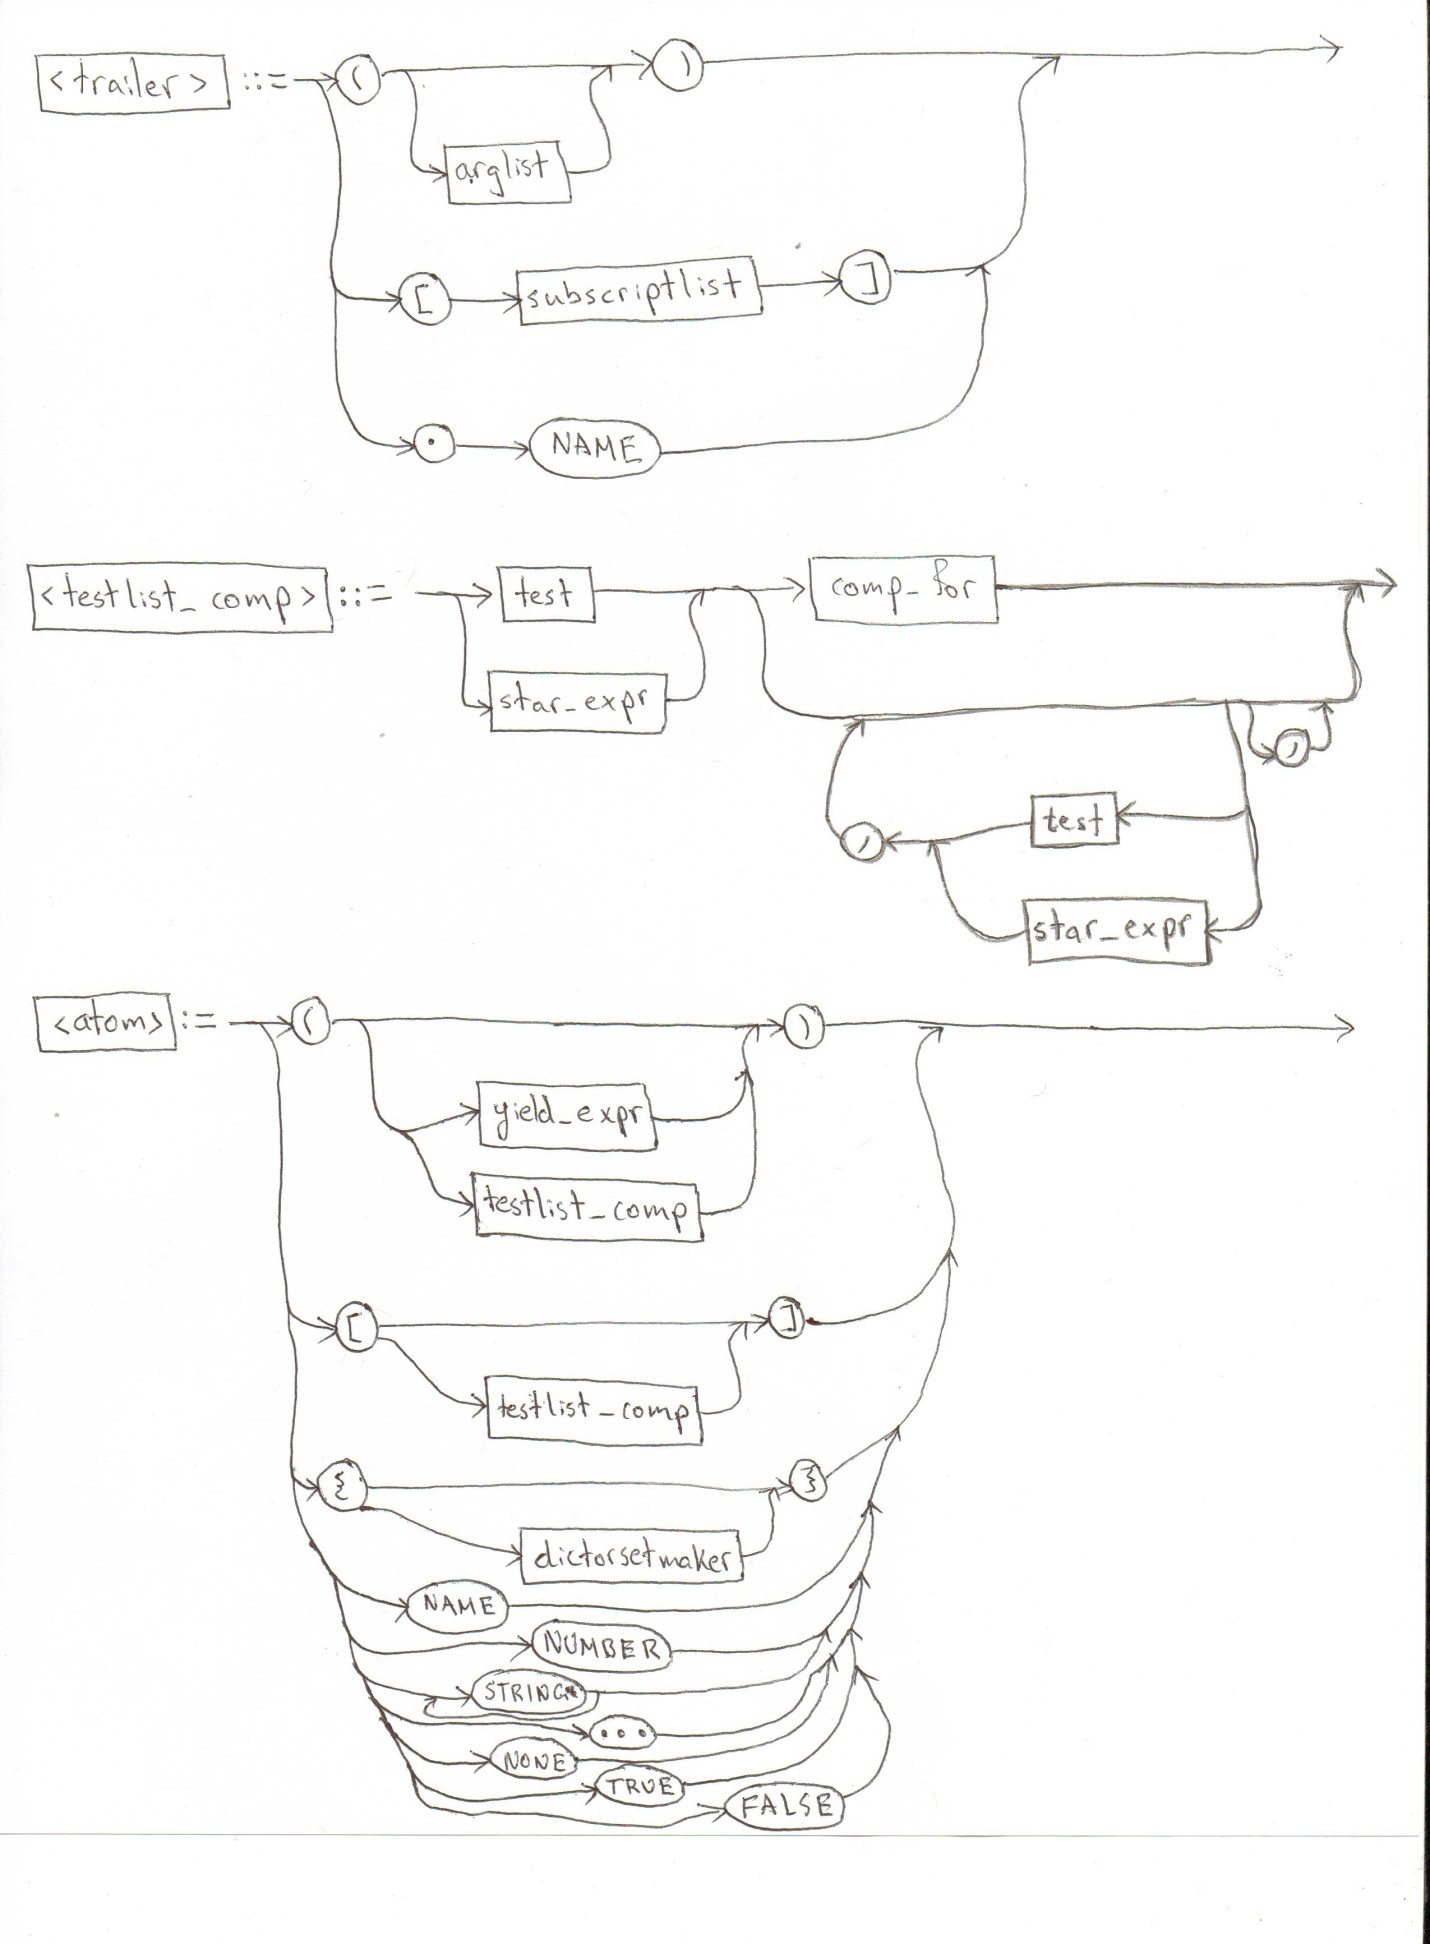 <trailer> ::= ( )
arglist
[ subscriptlist ]
. NAME
<testlist_comp> ::= test comp_for
star_expr
,
, test
star_expr
<atom> := ( )
yield_expr
testlist_comp
[ ]
testlist_comp
{ }
dictorsetmaker
NAME
NUMBER
STRING
...
NONE
TRUE
FALSE